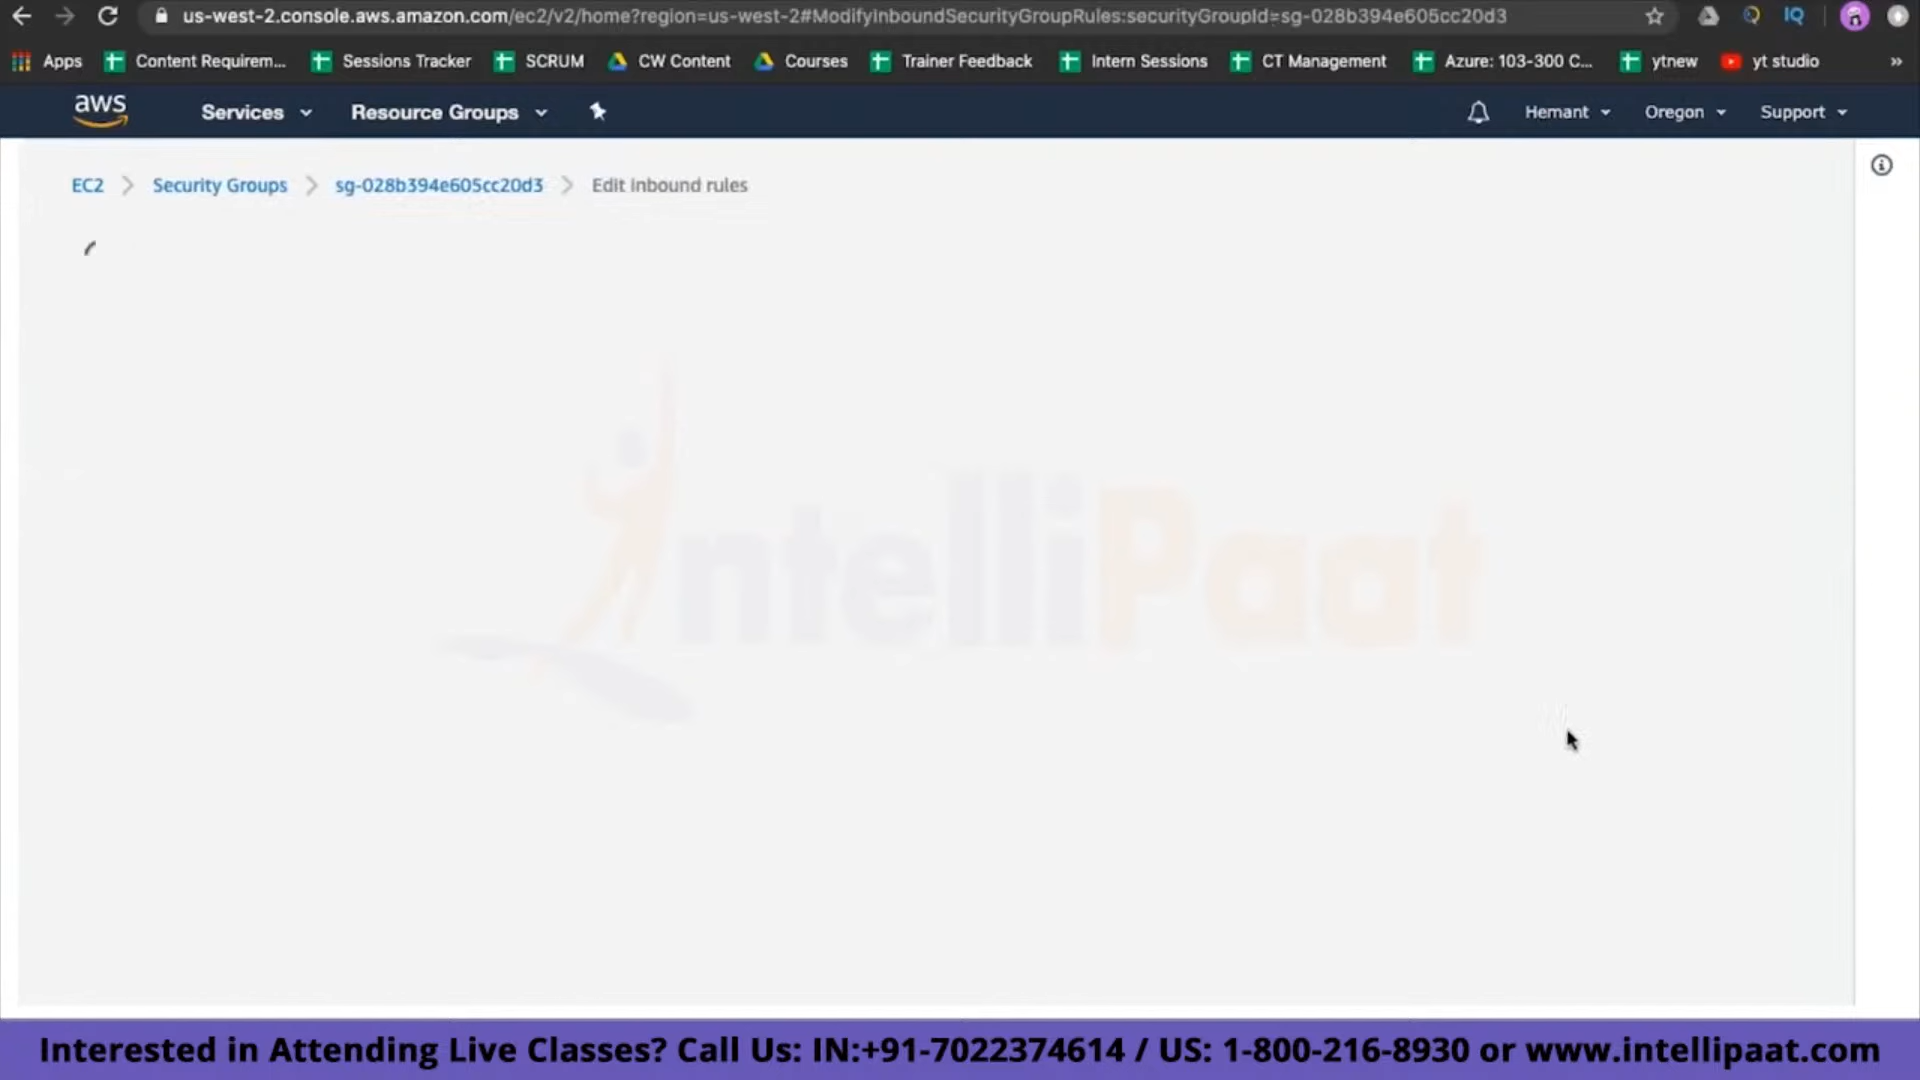 us-west-2.console.aws.amazon.com/ec2/v2/home?region=us-west-2#ModifyInboundSecurityGroupRules:securityGroupId=sg-028b394e605cc20d3
IQ
Apps Content Requirem... Sessions Tracker SCRUM CW Content Courses Trainer Feedback Intern Sessions CT Management Azure: 103-300 C... ytnew yt studio »
aws Services Resource Groups Hemant Oregon Support
EC2 Security Groups sg-028b394e605cc20d3 Edit inbound rules
IntelliPaat
Interested in Attending Live Classes? Call Us: IN:+91-7022374614 / US: 1-800-216-8930 or www.intellipaat.com